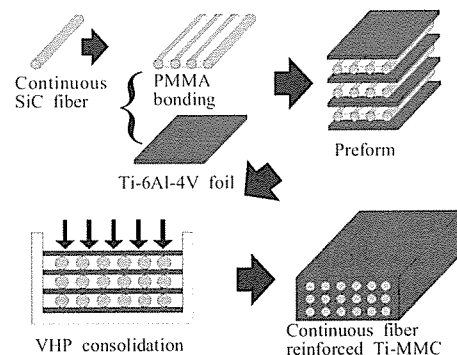 Continuous
SiC fiber
PMMA
bonding
Ti-6Al-4V foil
Preform
VHP consolidation
Continuous fiber
reinforced Ti-MMC